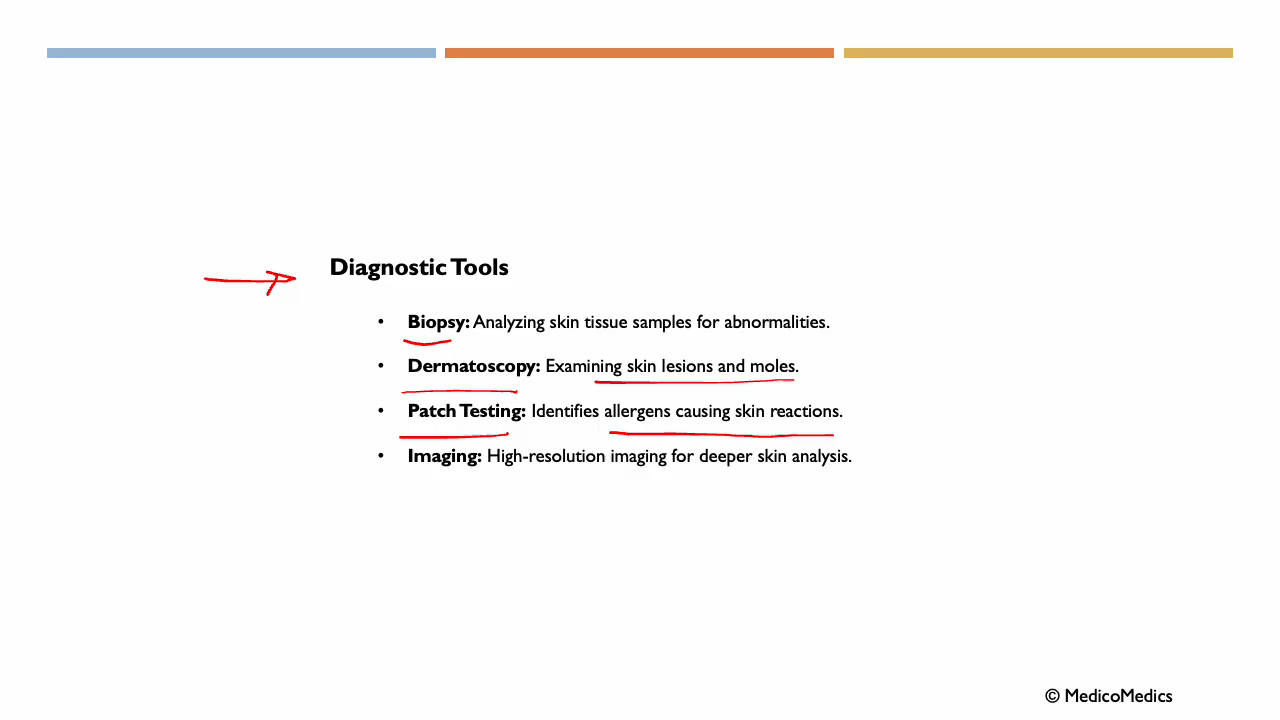 Diagnostic Tools
• Biopsy: Analyzing skin tissue samples for abnormalities.
• Dermatoscopy: Examining skin lesions and moles.
• Patch Testing: Identifies allergens causing skin reactions.
• Imaging: High-resolution imaging for deeper skin analysis.
© MedicoMedics